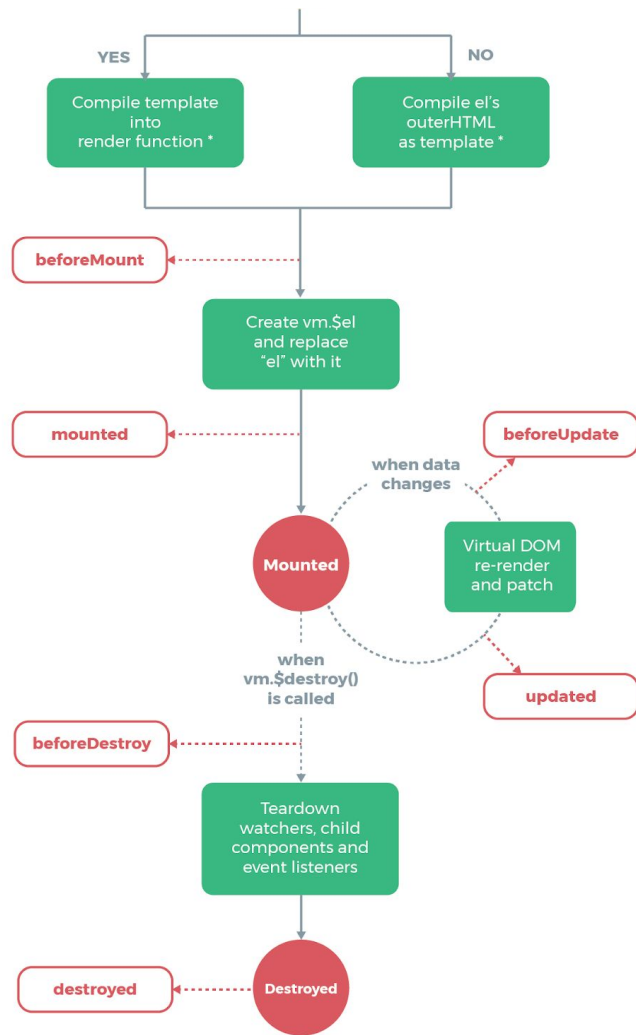 YES
NO
Compile template
into
render function *
Compile el's
outerHTML
as template *
beforeMount
Create vm.$el
and replace
“el” with it
mounted
beforeUpdate
when data
changes
Mounted
Virtual DOM
re-render
and patch
when
vm.$destroy()
is called
updated
beforeDestroy
Teardown
watchers, child
components and
event listeners
destroyed
Destroyed